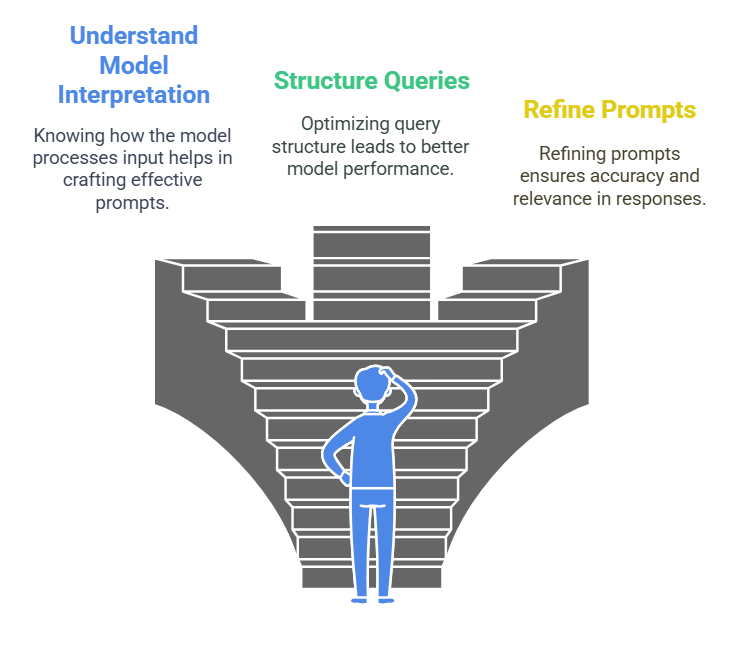 Understand
Model
Interpretation
Knowing how the model
processes input helps in
crafting effective
prompts.
Structure Queries
Optimizing query
structure leads to better
model performance.
Refine Prompts
Refining prompts
ensures accuracy and
relevance in responses.